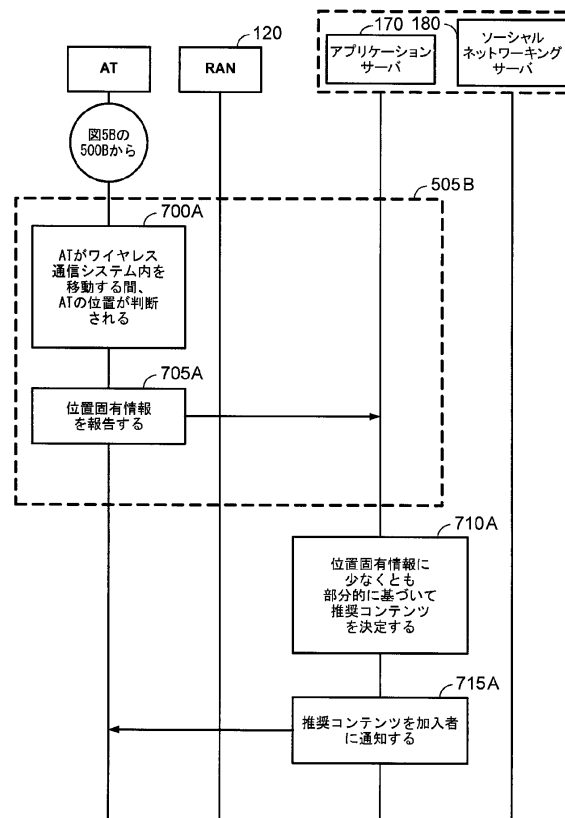 120
170
180
AT
RAN
アプリケーション
サーバ
ソーシャル
ネットワーキング
サーバ
図5Bの
500Bから
505B
700A
ATがワイヤレス
通信システム内を
移動する間、
ATの位置が判断
される
705A
位置固有情報
を報告する
710A
位置固有情報に
少なくとも
部分的に基づいて
推奨コンテンツ
を決定する
715A
推奨コンテンツを加入者
に通知する